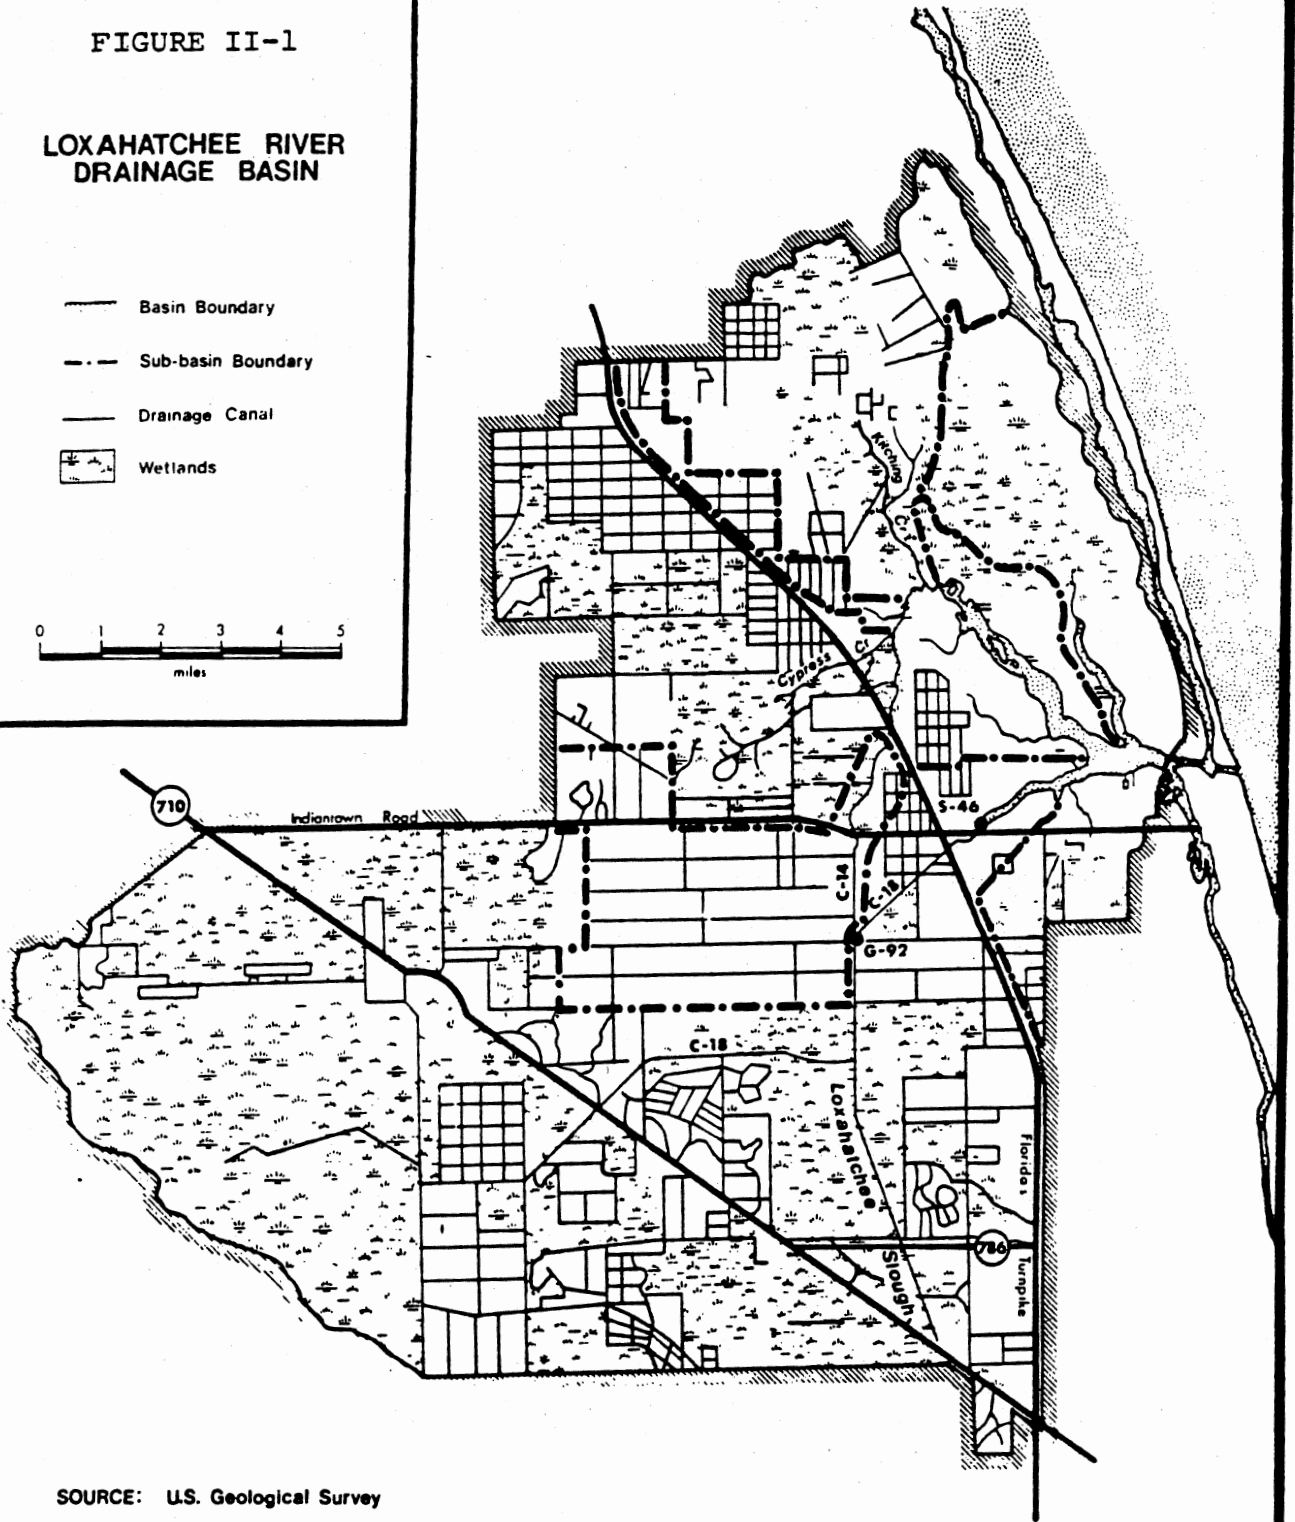 FIGURE II-1
LOXAHATCHEE RIVER
DRAINAGE BASIN
Basin Boundary
Sub-basin Boundary
Drainage Canal
Wetlands
0 1 2 3 4 5
miles
Kitching
Cr
Cypress Cr
710
Indiantown Road
S-46
C-14
C-18
G-92
C-18
Loxahatchee
Slough
Florida's
Turnpike
786
SOURCE: U.S. Geological Survey